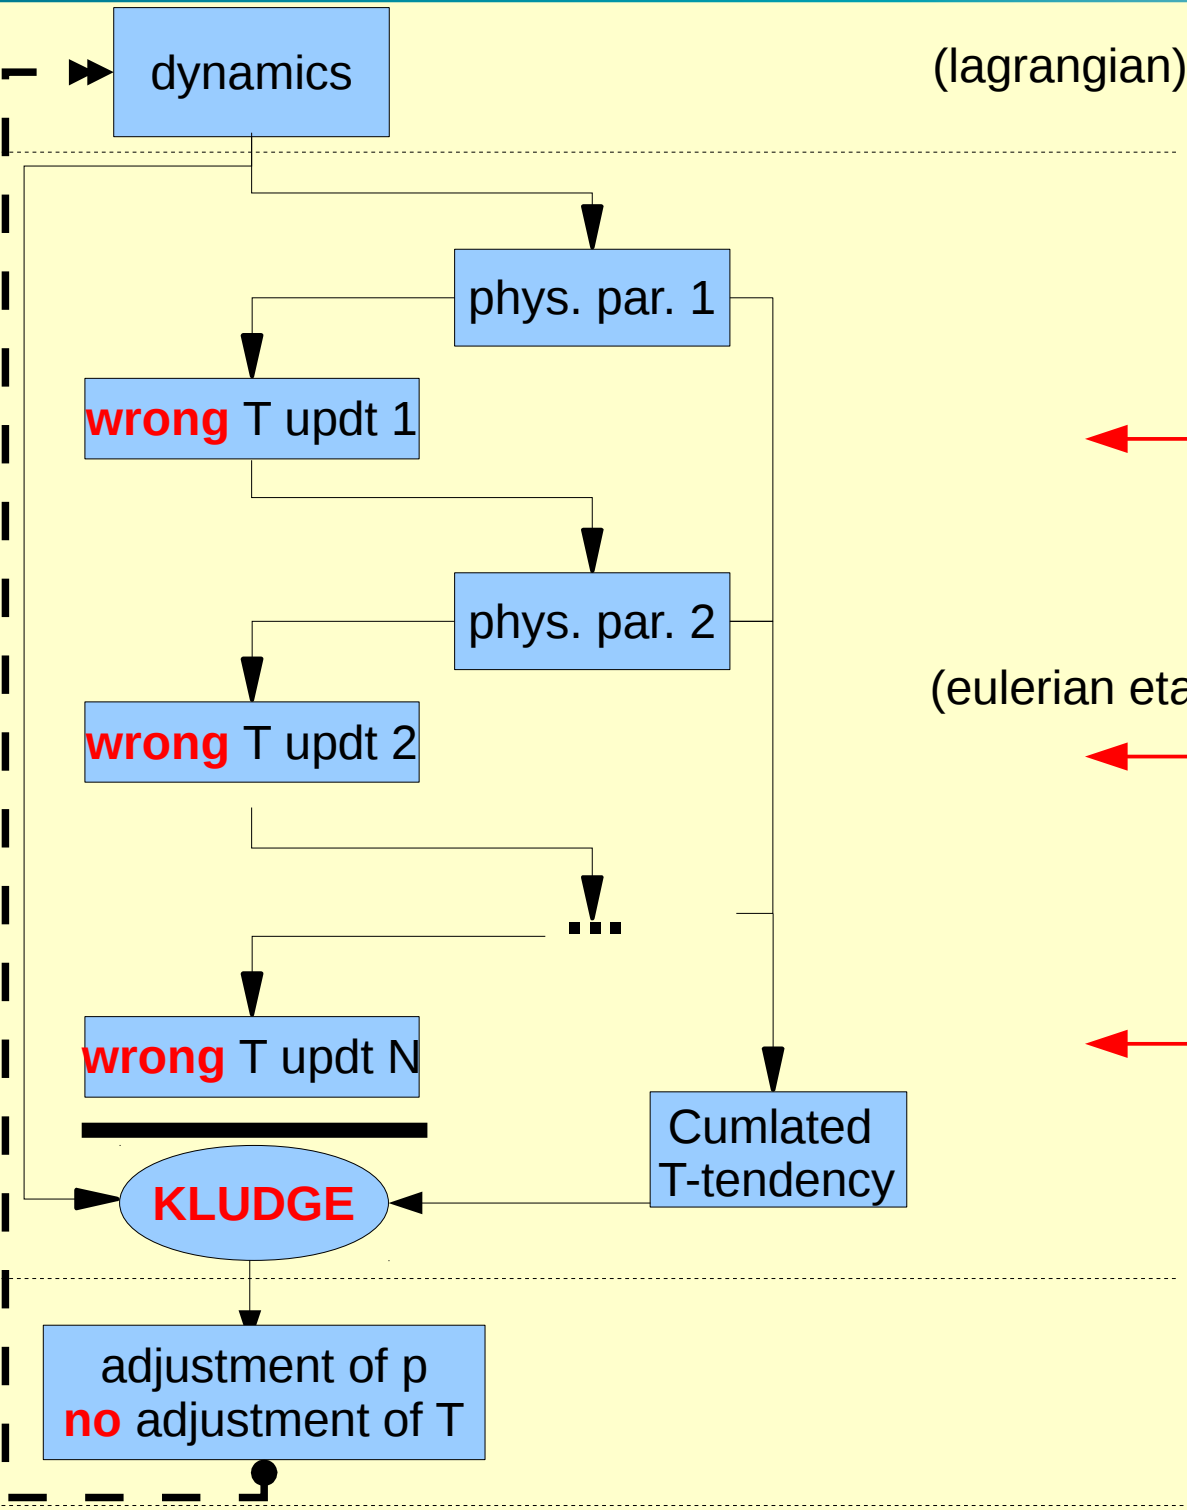 dynamics
(lagrangian)
phys. par. 1
wrong T updt 1
phys. par. 2
(eulerian eta
wrong T updt 2
...
wrong T updt N
Cumlated
T-tendency
KLUDGE
adjustment of p
no adjustment of T